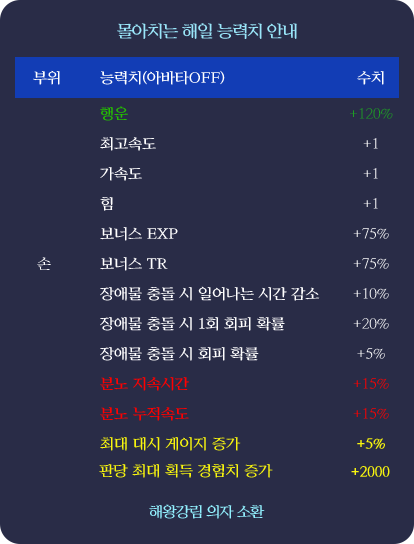 몰아치는 해일 능력치 안내
부위 능력치(아바타OFF) 수치
행운 +120%
최고속도 +1
가속도 +1
힘 +1
보너스 EXP +75%
손 보너스 TR +75%
장애물 충돌 시 일어나는 시간 감소 +10%
장애물 충돌 시 1회 회피 확률 +20%
장애물 충돌 시 회피 확률 +5%
분노 지속시간 +15%
분노 누적속도 +15%
최대 대시 게이지 증가 +5%
판당 최대 획득 경험치 증가 +2000
해왕강림 의자 소환